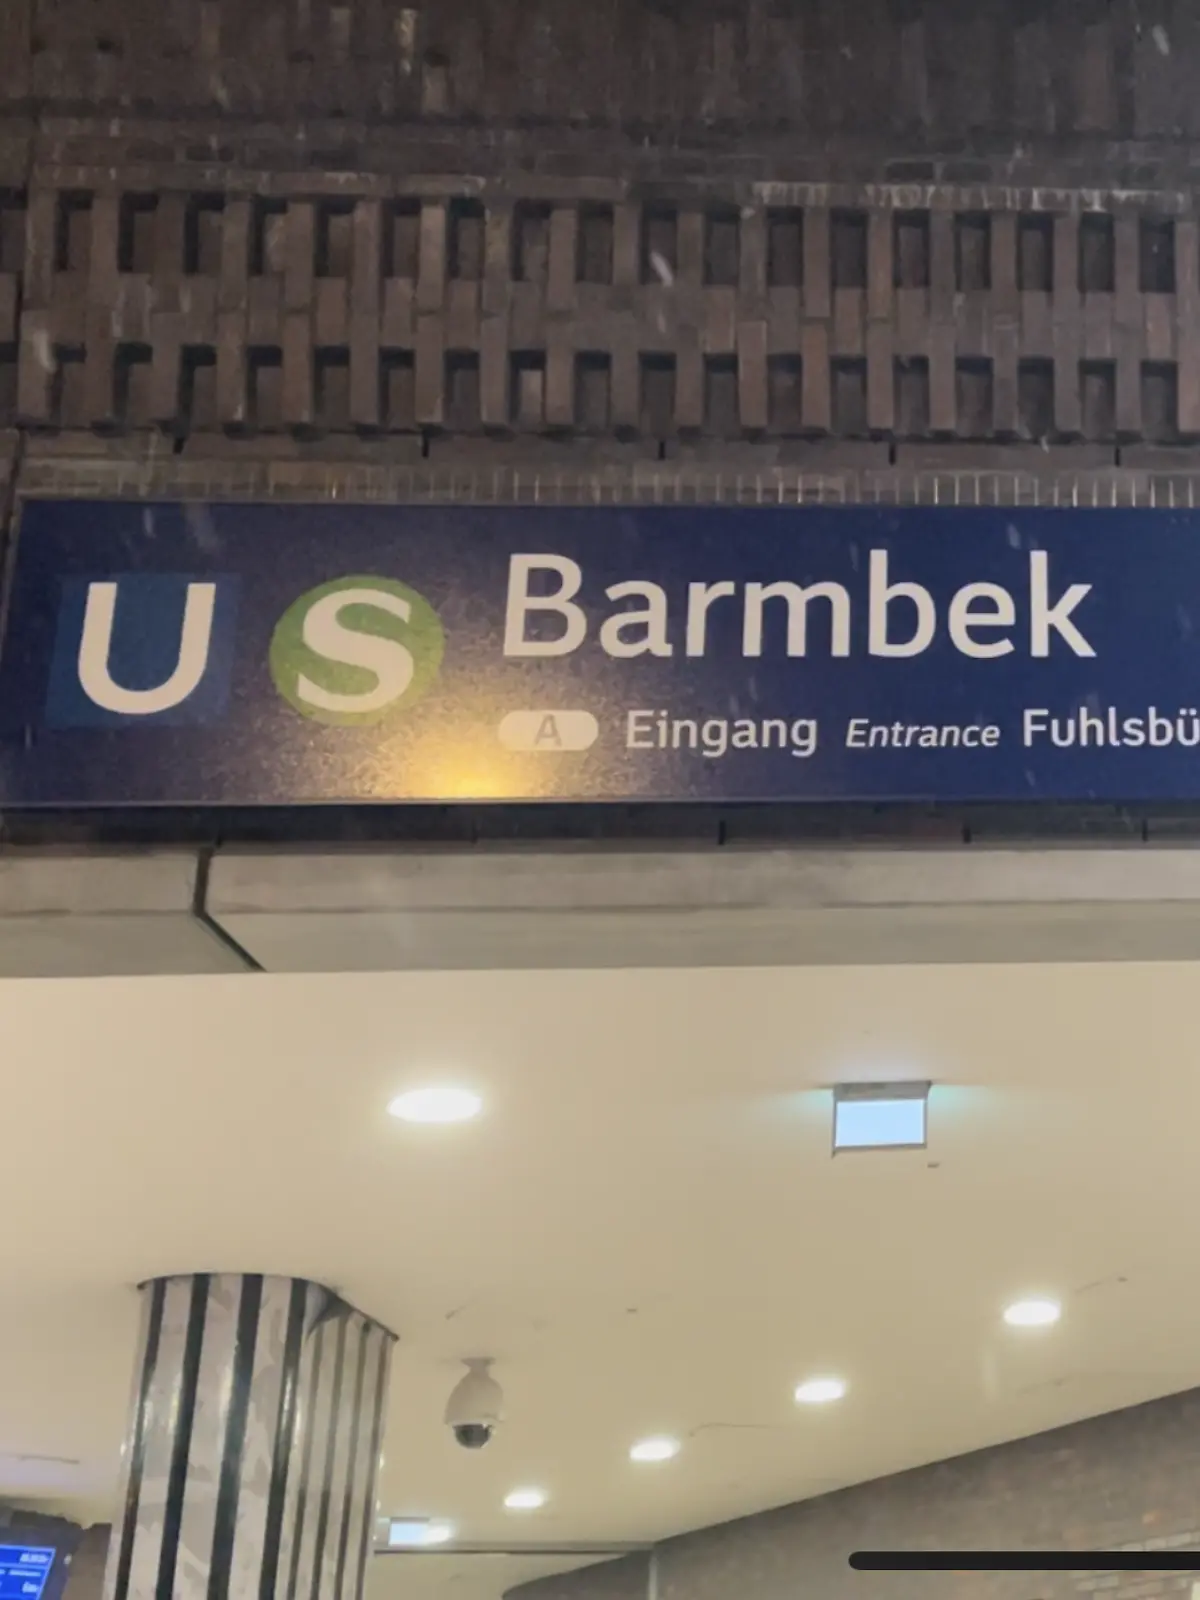 U S Barmbek
A Eingang Entrance Fuhlsbü